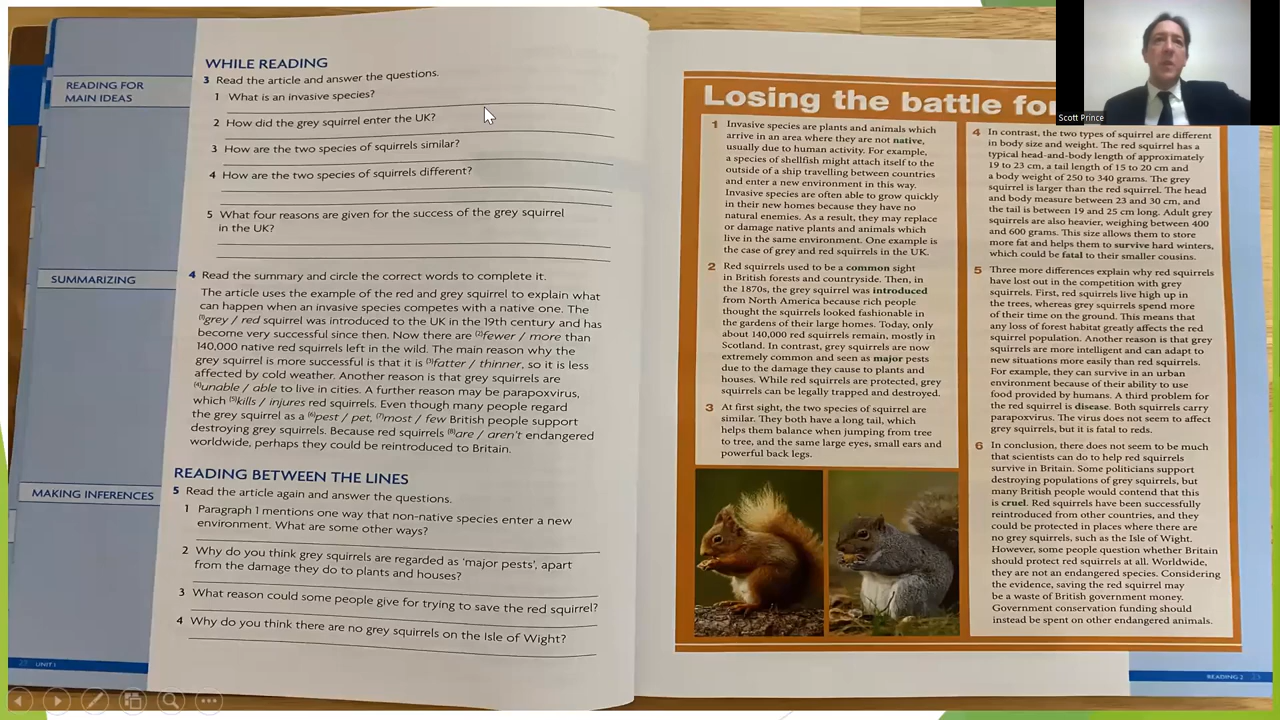 WHILE READING
READING FOR
MAIN IDEAS
3 Read the article and answer the questions.
1 What is an invasive species?
2 How did the grey squirrel enter the UK?
3 How are the two species of squirrels similar?
4 How are the two species of squirrels different?
5 What four reasons are given for the success of the grey squirrel
in the UK?
SUMMARIZING
4 Read the summary and circle the correct words to complete it.
The article uses the example of the red and grey squirrel to explain what
can happen when an invasive species competes with a native one. The
(1)grey / red squirrel was introduced to the UK in the 19th century and has
become very successful since then. Now there are (2)fewer / more than
140,000 native red squirrels left in the wild. The main reason why the
grey squirrel is more successful is that it is (3)fatter / thinner, so it is less
affected by cold weather. Another reason is that grey squirrels are
(4)unable / able to live in cities. A further reason may be parapoxvirus,
which (5)kills / injures red squirrels. Even though many people regard
the grey squirrel as a (6)pest / pet, (7)most / few British people support
destroying grey squirrels. Because red squirrels (8)are / aren't endangered
worldwide, perhaps they could be reintroduced to Britain.
READING BETWEEN THE LINES
MAKING INFERENCES
5 Read the article again and answer the questions.
1 Paragraph 1 mentions one way that non-native species enter a new
environment. What are some other ways?
2 Why do you think grey squirrels are regarded as 'major pests', apart
from the damage they do to plants and houses?
3 What reason could some people give for trying to save the red squirrel?
4 Why do you think there are no grey squirrels on the Isle of Wight?
UNIT 1
Losing the battle for
1 Invasive species are plants and animals which
arrive in an area where they are not native,
usually due to human activity. For example,
a species of shellfish might attach itself to the
outside of a ship travelling between countries
and enter a new environment in this way.
Invasive species are often able to grow quickly
in their new homes because they have no
natural enemies. As a result, they may replace
or damage native plants and animals which
live in the same environment. One example is
the case of grey and red squirrels in the UK.
2 Red squirrels used to be a common sight
in British forests and countryside. Then, in
the 1870s, the grey squirrel was introduced
from North America because rich people
thought the squirrels looked fashionable in
the gardens of their large homes. Today, only
about 140,000 red squirrels remain, mostly in
Scotland. In contrast, grey squirrels are now
extremely common and seen as major pests
due to the damage they cause to plants and
houses. While red squirrels are protected, grey
squirrels can be legally trapped and destroyed.
3 At first sight, the two species of squirrel are
similar. They both have a long tail, which
helps them balance when jumping from tree
to tree, and the same large eyes, small ears and
powerful back legs.
4 In contrast, the two types of squirrel are different
in body size and weight. The red squirrel has a
typical head-and-body length of approximately
19 to 23 cm, a tail length of 15 to 20 cm and
a body weight of 250 to 340 grams. The grey
squirrel is larger than the red squirrel. The head
and body measure between 23 and 30 cm, and
the tail is between 19 and 25 cm long. Adult grey
squirrels are also heavier, weighing between 400
and 600 grams. This size allows them to store
more fat and helps them to survive hard winters,
which could be fatal to their smaller cousins.
5 Three more differences explain why red squirrels
have lost out in the competition with grey
squirrels. First, red squirrels live high up in
the trees, whereas grey squirrels spend more
of their time on the ground. This means that
any loss of forest habitat greatly affects the red
squirrel population. Another reason is that grey
squirrels are more intelligent and can adapt to
new situations more easily than red squirrels.
For example, they can survive in an urban
environment because of their ability to use
food provided by humans. A third problem for
the red squirrel is disease. Both squirrels carry
parapoxvirus. The virus does not seem to affect
grey squirrels, but it is fatal to reds.
6 In conclusion, there does not seem to be much
that scientists can do to help red squirrels
survive in Britain. Some politicians support
destroying populations of grey squirrels, but
many British people would contend that this
is cruel. Red squirrels have been successfully
reintroduced from other countries, and they
could be protected in places where there are
no grey squirrels, such as the Isle of Wight.
However, some people question whether Britain
should protect red squirrels at all. Worldwide,
they are not an endangered species. Considering
the evidence, saving the red squirrel may
be a waste of British government money.
Government conservation funding should
instead be spent on other endangered animals.
READING 2
Scott Prince